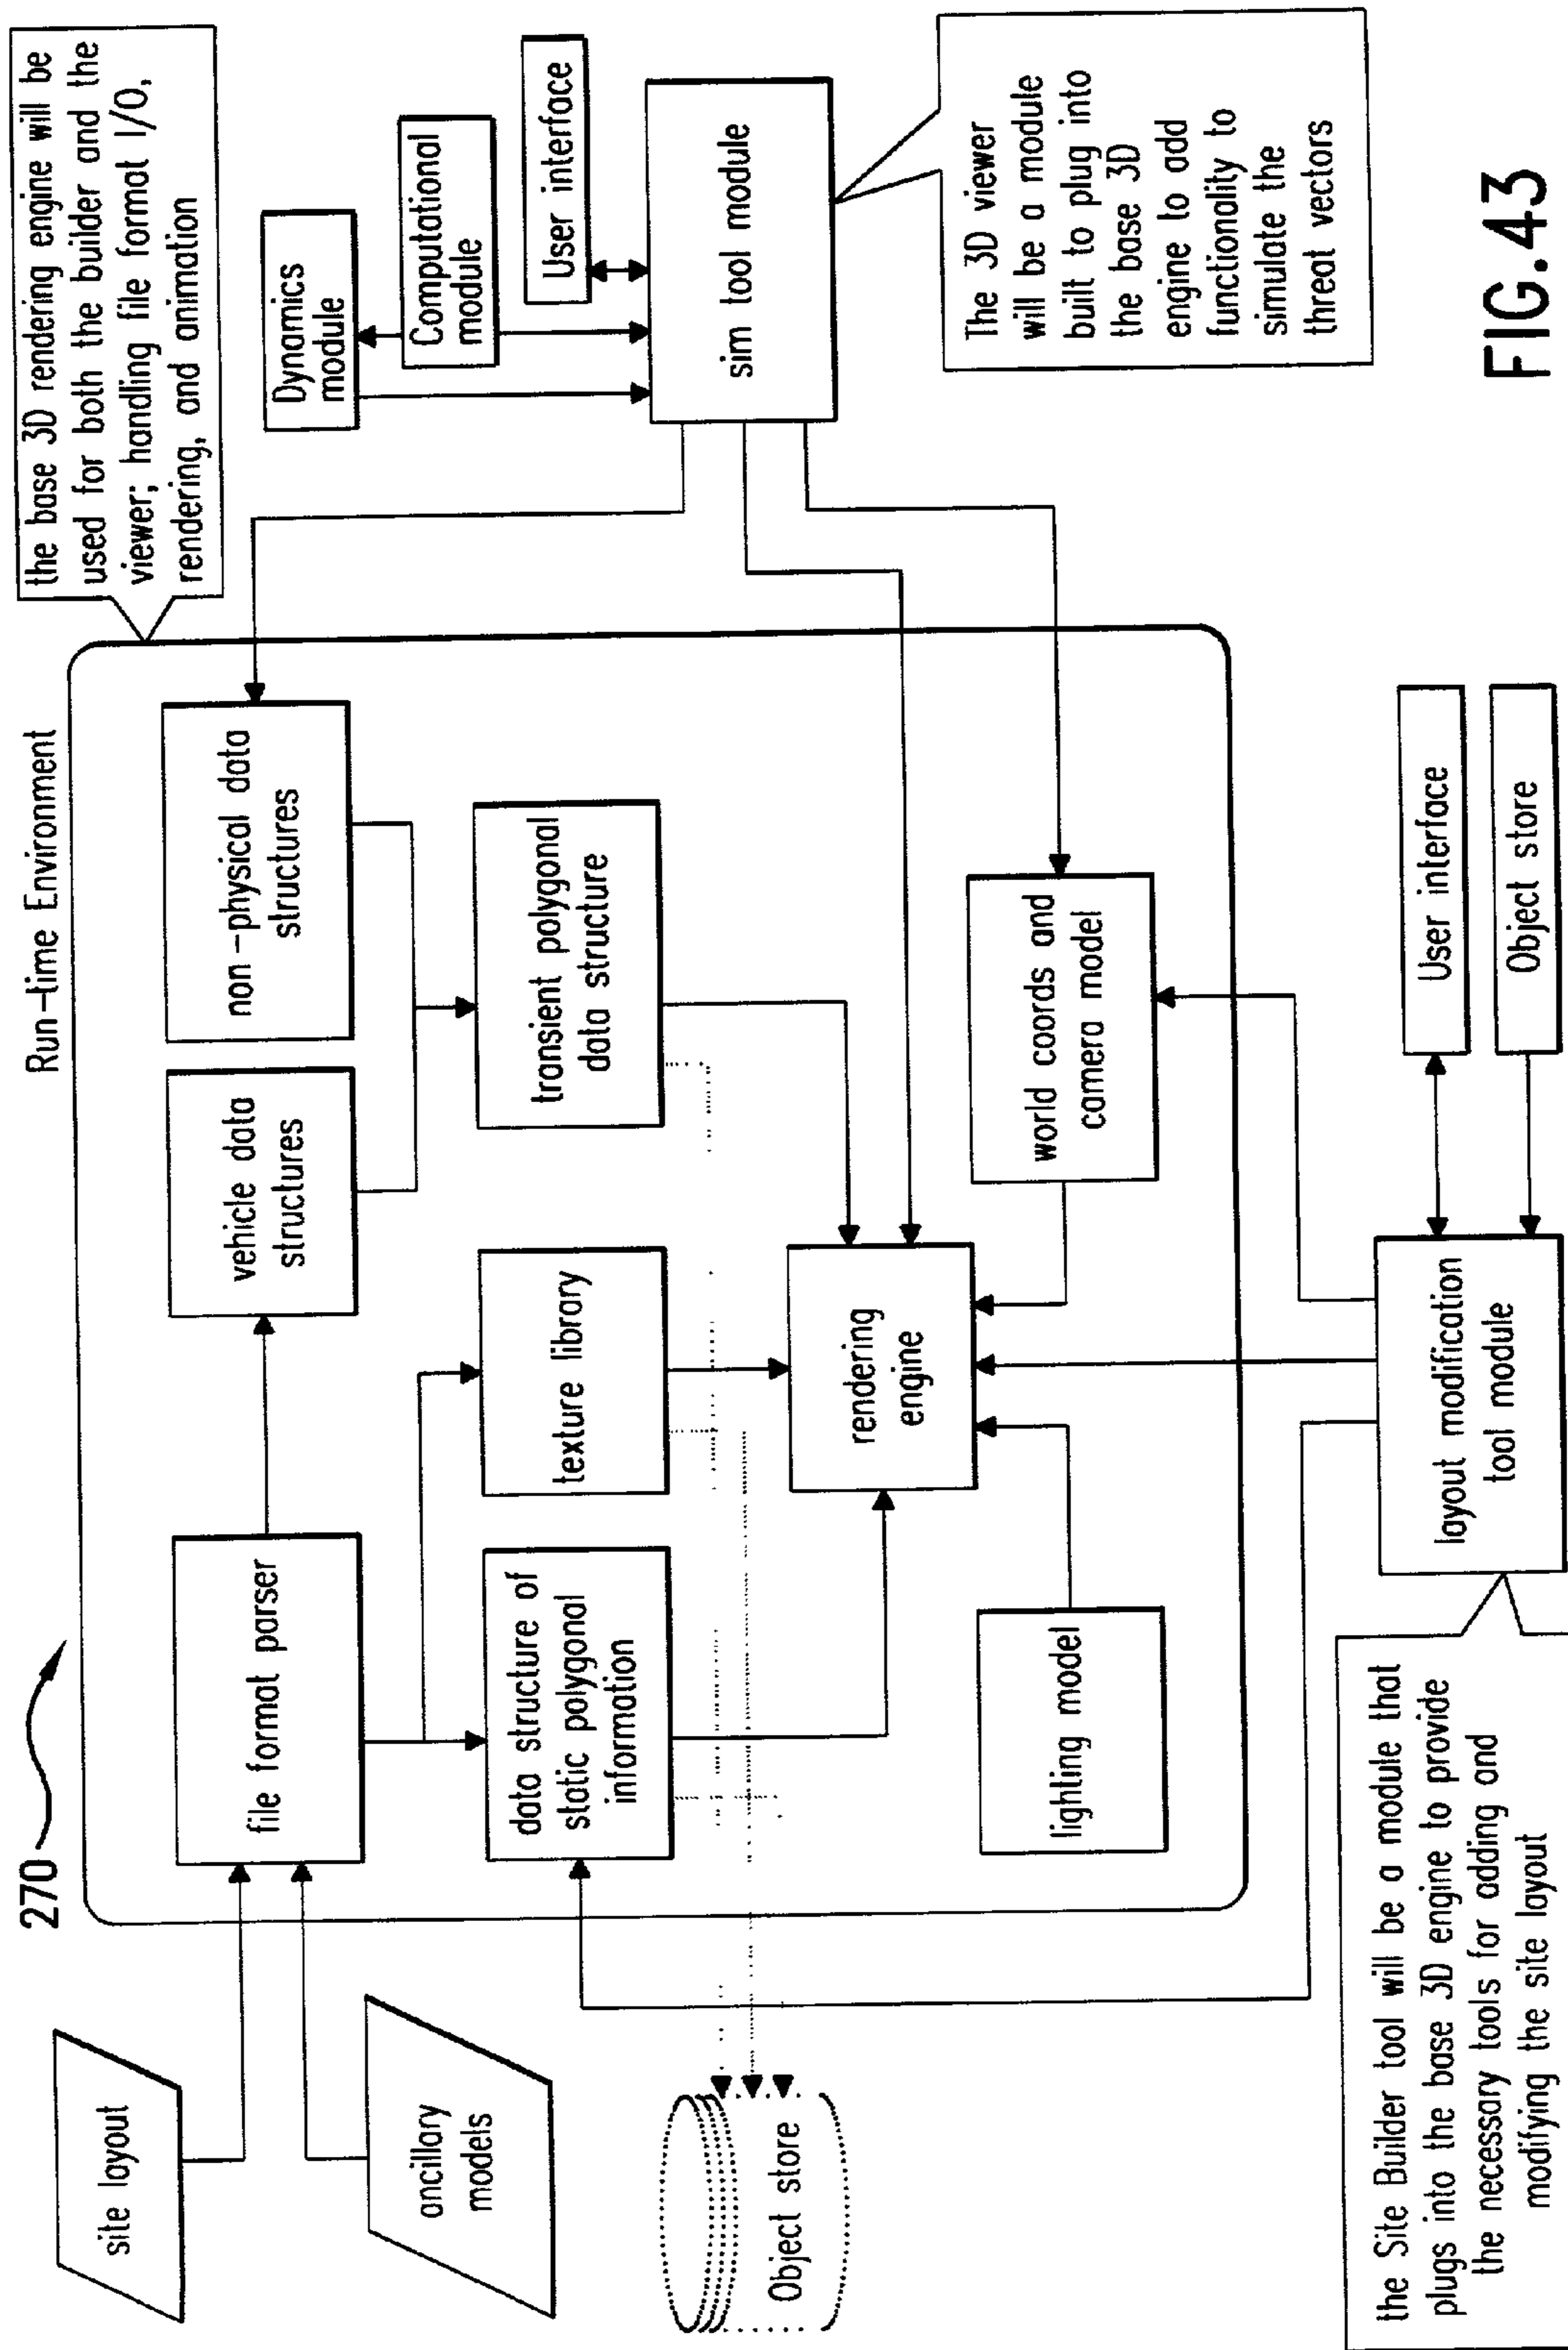 270
Run-time Environment
the base 3D rendering engine will be
used for both the builder and the
viewer; handling file format I/O,
rendering, and animation
site layout
ancillary
models
Object store
file format parser
vehicle data
structures
non-physical data
structures
data structure of
static polygonal
information
texture library
transient polygonal
data structure
rendering
engine
lighting model
world coords and
camera model
Dynamics
module
Computational
module
User interface
sim tool module
The 3D viewer
will be a module
built to plug into
the base 3D
engine to add
functionality to
simulate the
threat vectors
the Site Builder tool will be a module that
plugs into the base 3D engine to provide
the necessary tools for adding and
modifying the site layout
layout modification
tool module
User interface
Object store
FIG.43